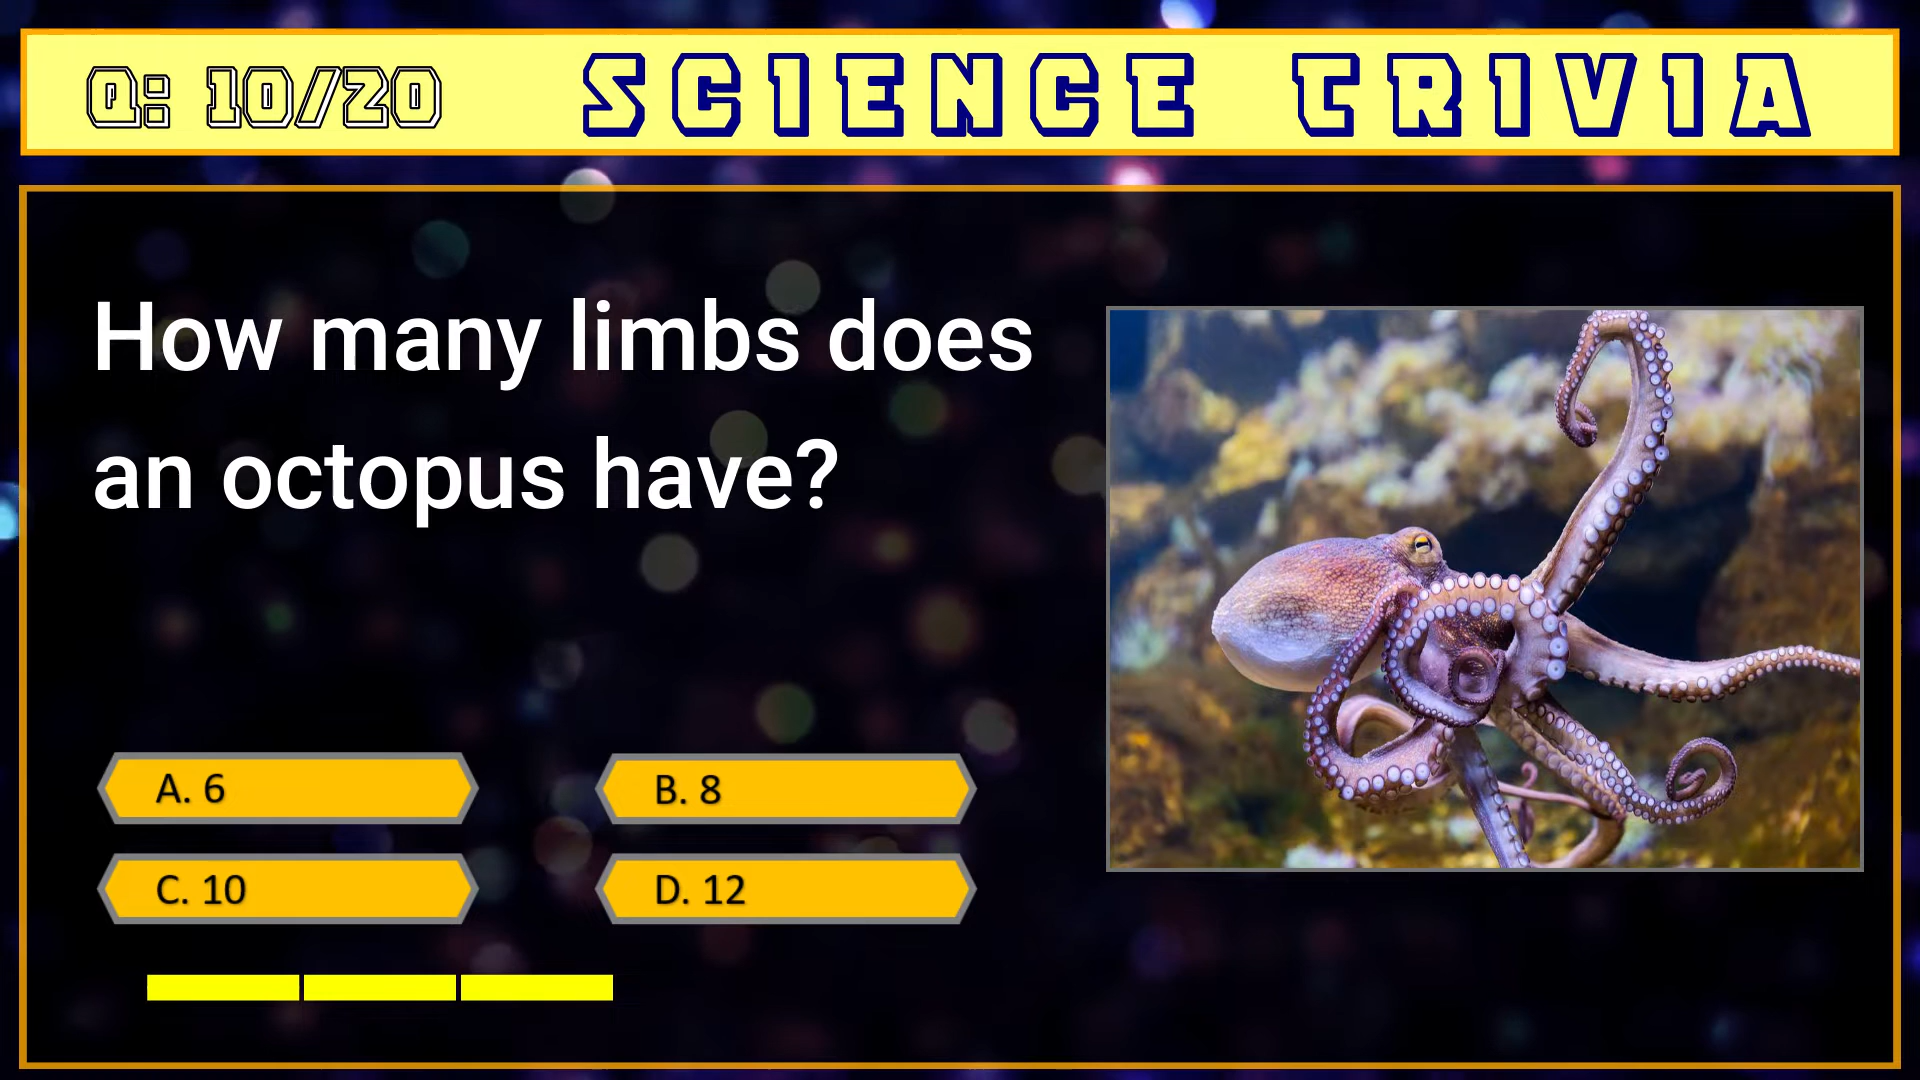 Q: 10/20 SCIENCE TRIVIA
How many limbs does
an octopus have?
A. 6
B. 8
C. 10
D. 12